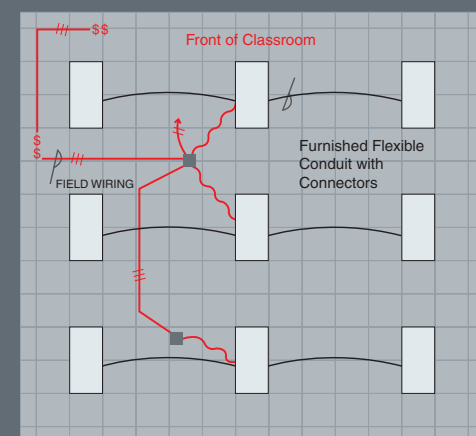 $$
Front of Classroom
$
$
Furnished Flexible
Conduit with
Connectors
FIELD WIRING